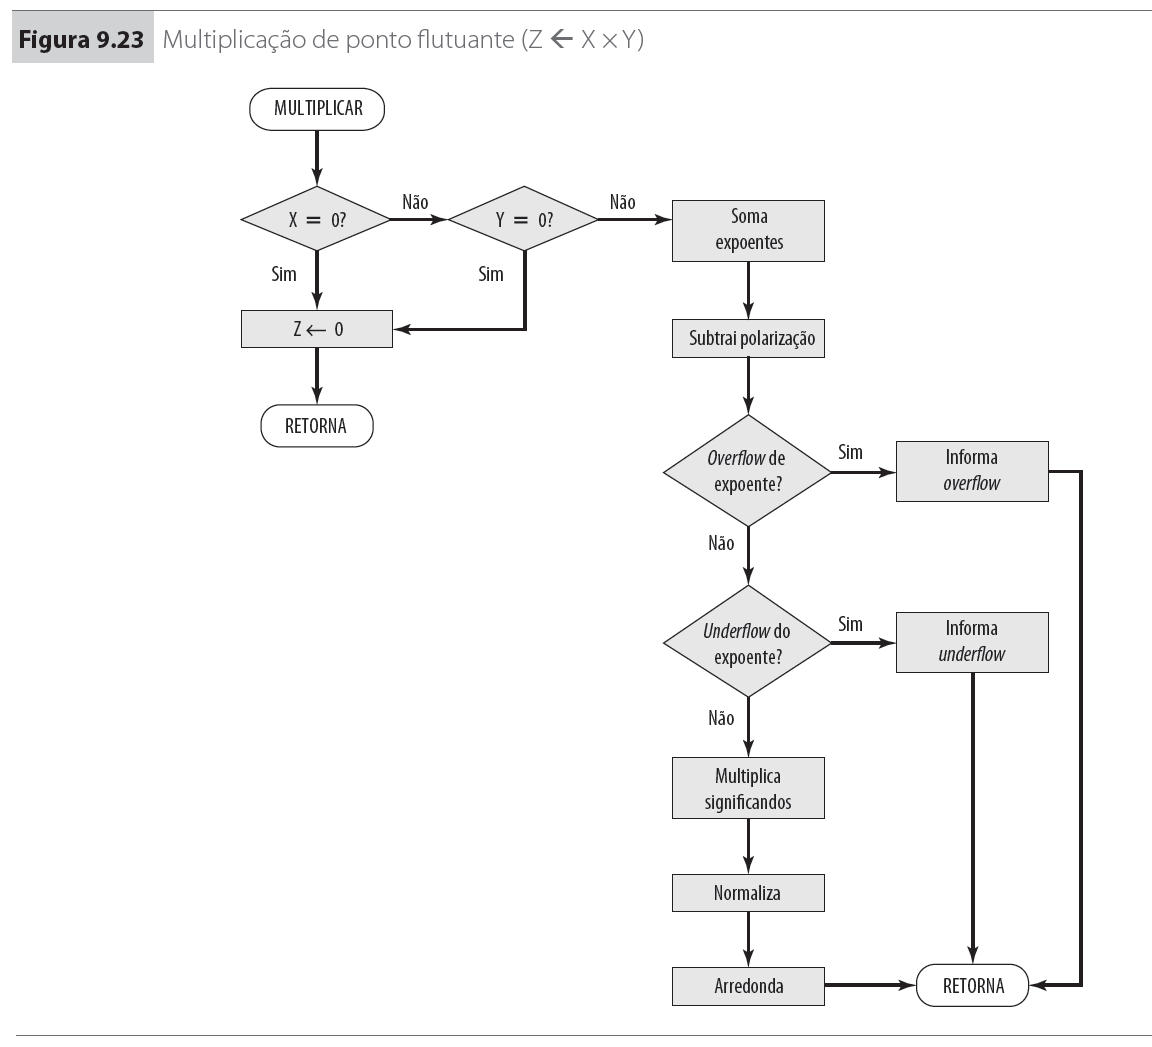 Figura 9.23 Multiplicação de ponto flutuante (Z ← X × Y)
MULTIPLICAR
X = 0?
Não
Y = 0?
Não
Soma
expoentes
Sim
Sim
Z ← 0
Subtrai polarização
RETORNA
Overflow de
expoente?
Sim
Informa
overflow
Não
Underflow do
expoente?
Sim
Informa
underflow
Não
Multiplica
significandos
Normaliza
Arredonda
RETORNA